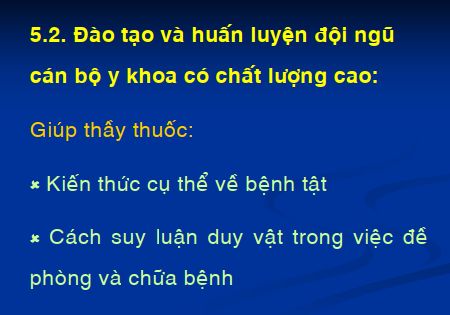 5.2. Đào tạo và huấn luyện đội ngũ
cán bộ y khoa có chất lượng cao:
Giúp thầy thuốc:
× Kiến thức cụ thể về bệnh tật
× Cách suy luận duy vật trong việc đề
phòng và chữa bệnh